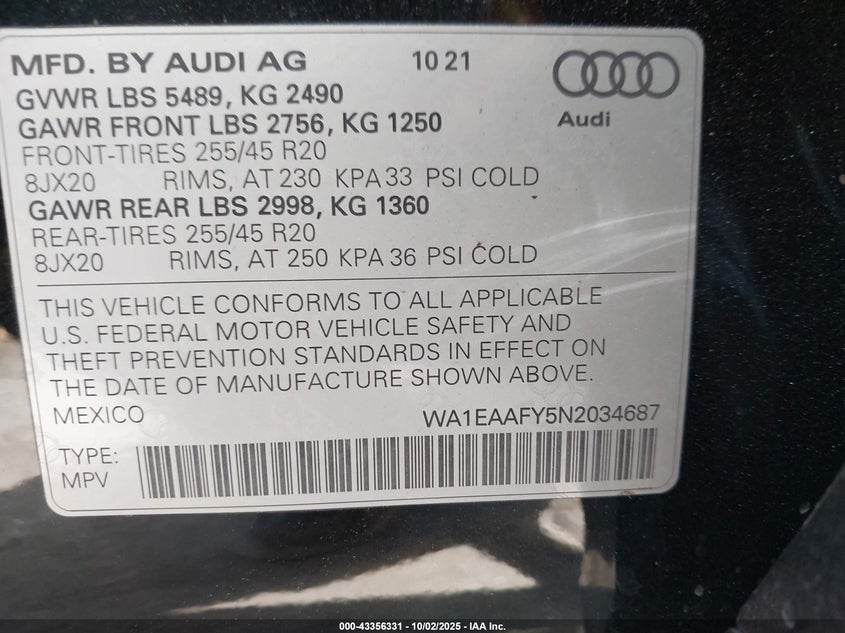 MFD. BY AUDI AG 10 21
GVWR LBS 5489, KG 2490
GAWR FRONT LBS 2756, KG 1250
Audi
FRONT-TIRES 255/45 R20
8JX20 RIMS, AT 230 KPA 33 PSI COLD
GAWR REAR LBS 2998, KG 1360
REAR-TIRES 255/45 R20
8JX20 RIMS, AT 250 KPA 36 PSI COLD
THIS VEHICLE CONFORMS TO ALL APPLICABLE
U.S. FEDERAL MOTOR VEHICLE SAFETY AND
THEFT PREVENTION STANDARDS IN EFFECT ON
THE DATE OF MANUFACTURE SHOWN ABOVE.
MEXICO WA1EAAFY5N2034687
TYPE:
MPV
000-43356331 - 10/02/2025 - IAA Inc.